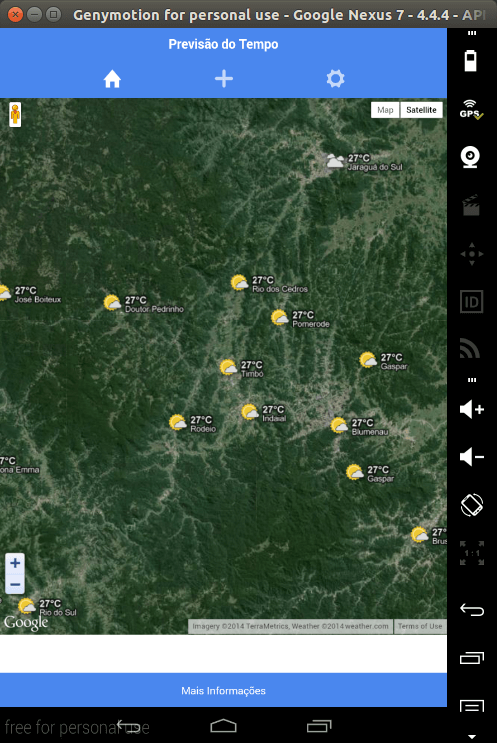 Genymotion for personal use - Google Nexus 7 - 4.4.4 - API
Previsão do Tempo
Map
Satellite
GPS
27°C
Jaraguá do Sul
ID
27°C
José Boiteux
27°C
Doutor Pedrinho
27°C
Rio dos Cedros
27°C
Pomerode
27°C
Timbó
27°C
Gaspar
27°C
Rodeio
27°C
Indaial
27°C
Blumenau
7°C
ona Emma
27°C
Gaspar
27°
Brus
1:1
+
−
27°C
Rio do Sul
Google
Imagery ©2014 TerraMetrics, Weather ©2014 weather.com
Terms of Use
Mais Informações
free for personal use